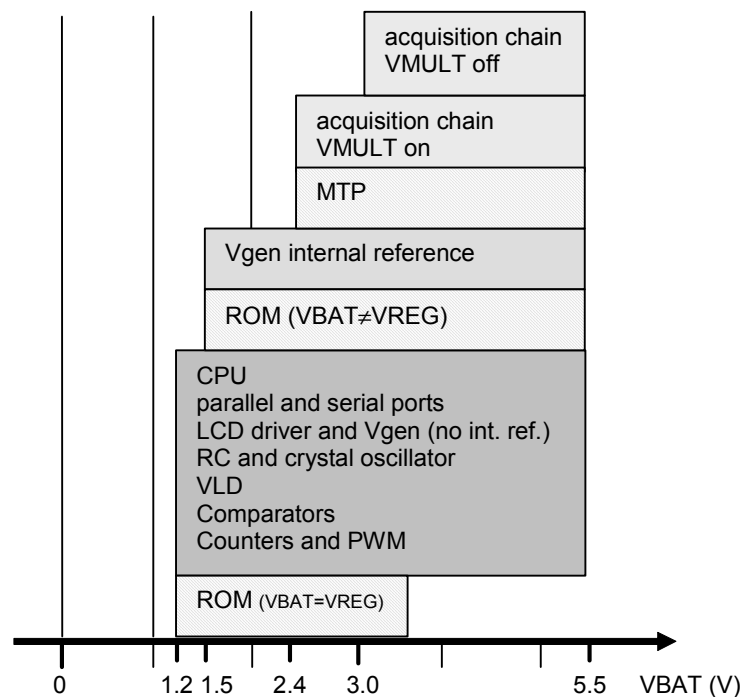 acquisition chain
VMULT off
acquisition chain
VMULT on
MTP
Vgen internal reference
ROM (VBAT≠VREG)
CPU
parallel and serial ports
LCD driver and Vgen (no int. ref.)
RC and crystal oscillator
VLD
Comparators
Counters and PWM
ROM (VBAT=VREG)
0 1.2 1.5 2.4 3.0 5.5 VBAT (V)